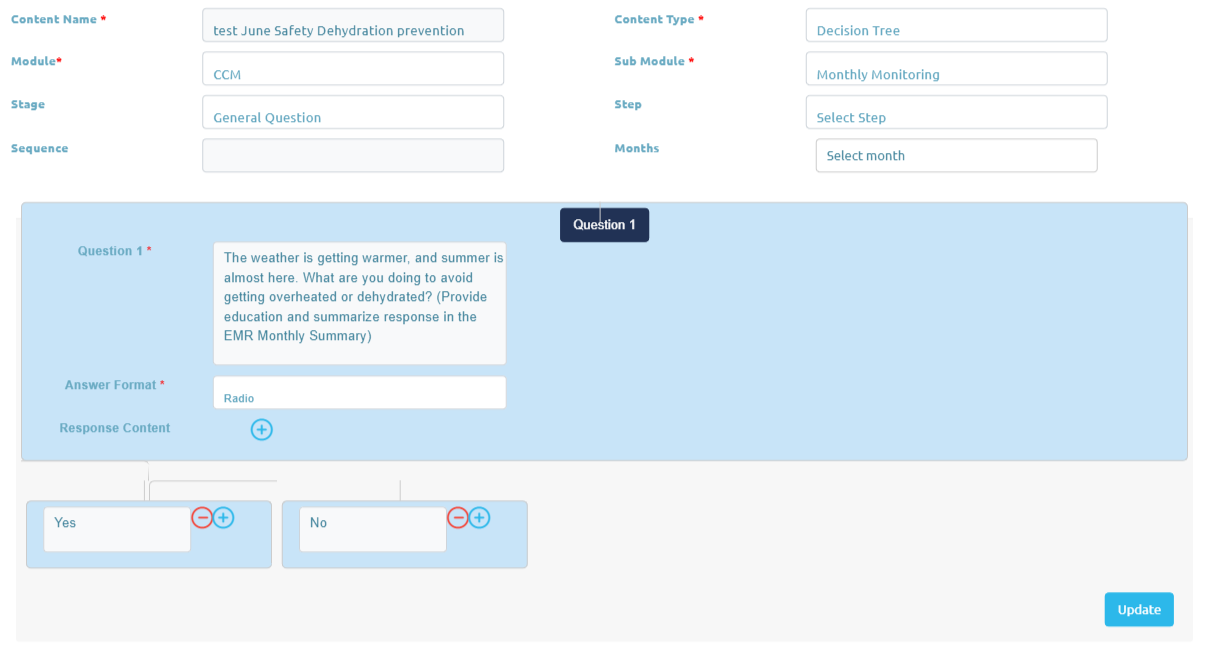 Content Name *
test June Safety Dehydration prevention
Content Type *
Decision Tree
Module*
CCM
Sub Module *
Monthly Monitoring
Stage
General Question
Step
Select Step
Sequence
Months
Select month
Question 1
Question 1 *
The weather is getting warmer, and summer is
almost here. What are you doing to avoid
getting overheated or dehydrated? (Provide
education and summarize response in the
EMR Monthly Summary)
Answer Format *
Radio
Response Content
Yes
No
Update